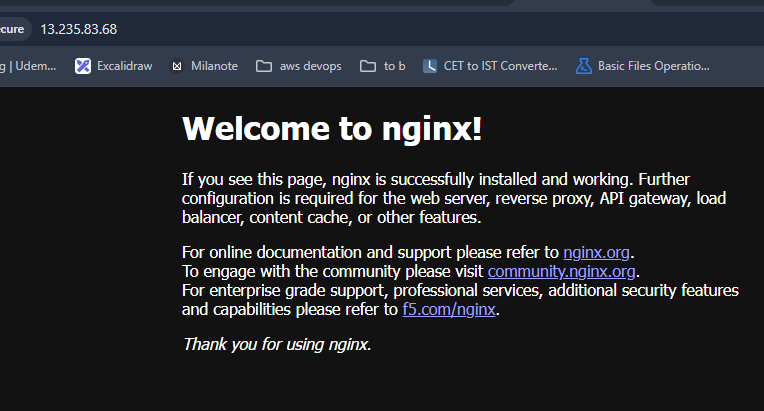 cure 13.235.83.68
g | Udem... Excalidraw Milanote aws devops to b CET to IST Converte... Basic Files Operatio...
Welcome to nginx!
If you see this page, nginx is successfully installed and working. Further
configuration is required for the web server, reverse proxy, API gateway, load
balancer, content cache, or other features.
For online documentation and support please refer to nginx.org.
To engage with the community please visit community.nginx.org.
For enterprise grade support, professional services, additional security features
and capabilities please refer to f5.com/nginx.
Thank you for using nginx.